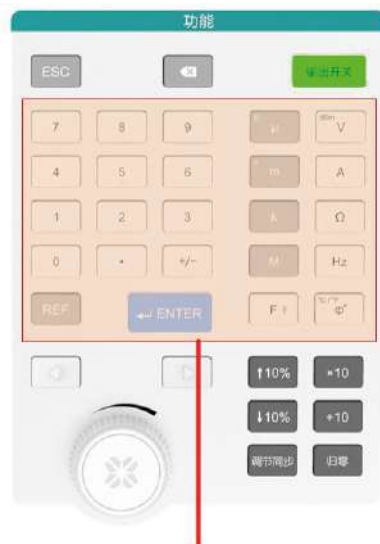 功能
ESC 输出开关
7 8 9 μ V
4 5 6 m A
1 2 3 k Ω
0 • +/- M Hz
REF ENTER F
↑10% ×10
↓10% ÷10
调节同步 归零